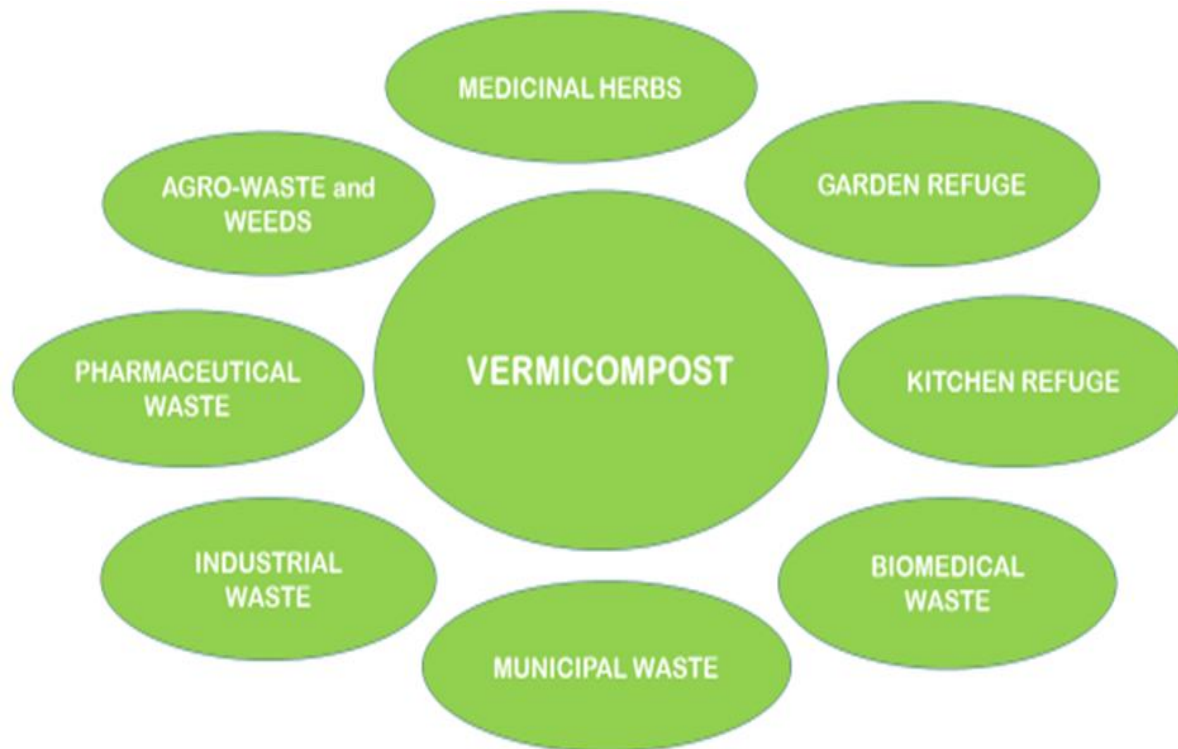 MEDICINAL HERBS
GARDEN REFUGE
AGRO-WASTE and
WEEDS
VERMICOMPOST
PHARMACEUTICAL
WASTE
KITCHEN REFUGE
INDUSTRIAL
WASTE
BIOMEDICAL
WASTE
MUNICIPAL WASTE